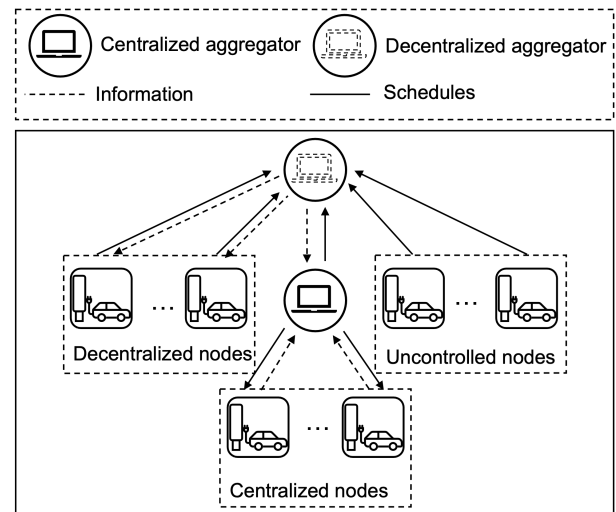 Centralized aggregator
Decentralized aggregator
Information
Schedules
...
...
Decentralized nodes
Uncontrolled nodes
...
Centralized nodes